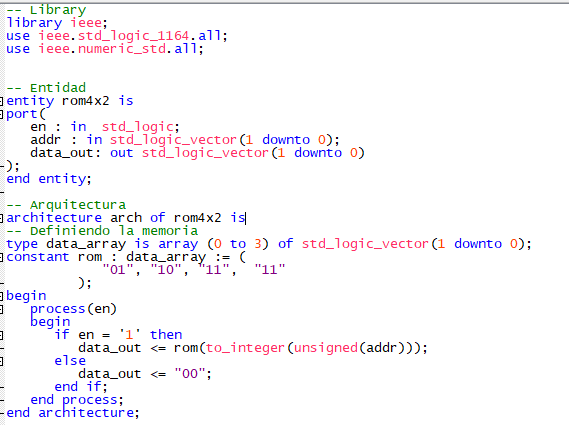 -- Library
library ieee;
use ieee.std_logic_1164.all;
use ieee.numeric_std.all;
-- Entidad
entity rom4x2 is
port(
en : in  std_logic;
addr : in std_logic_vector(1 downto 0);
data_out: out std_logic_vector(1 downto 0)
);
end entity;
-- Arquitectura
architecture arch of rom4x2 is
-- Definiendo la memoria
type data_array is array (0 to 3) of std_logic_vector(1 downto 0);
constant rom : data_array := (
"01", "10", "11",  "11"
);
begin
process(en)
begin
if en = '1' then
data_out <= rom(to_integer(unsigned(addr)));
else
data_out <= "00";
end if;
end process;
end architecture;